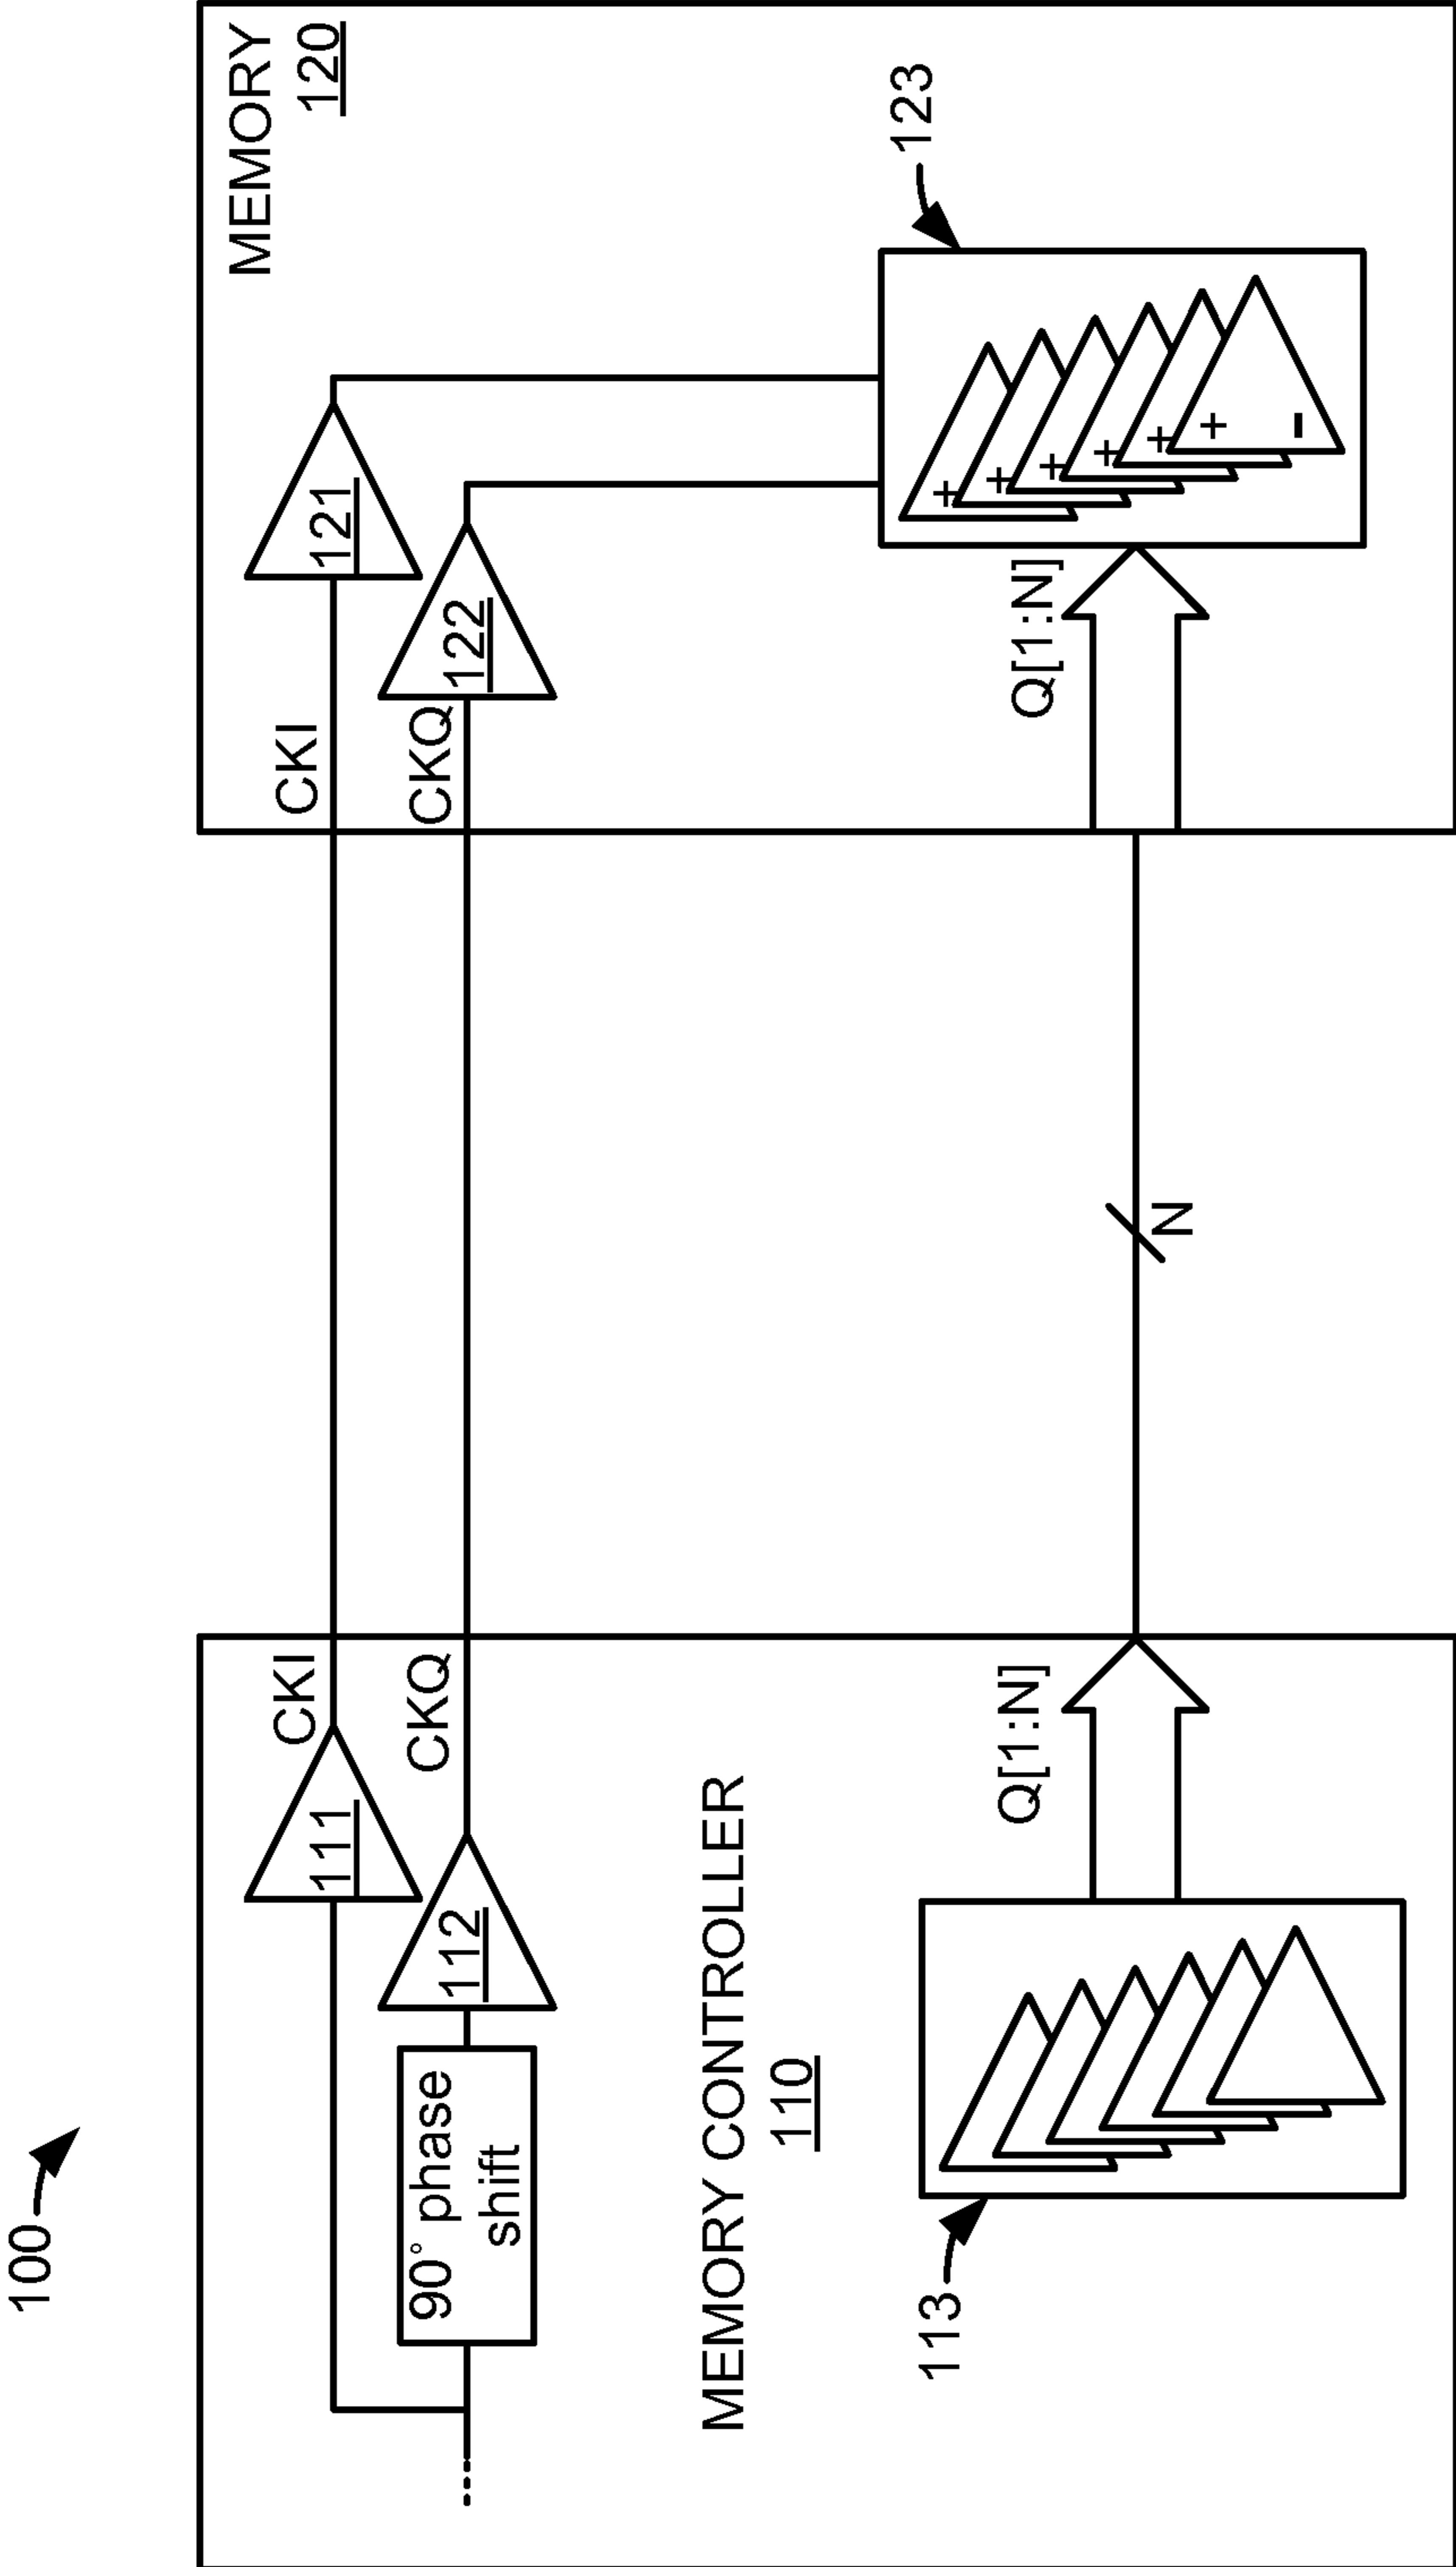 100
MEMORY
120
CKI
111
CKI
121
90° phase
shift
112
CKQ
CKQ
122
MEMORY CONTROLLER
110
113
Q[1:N]
N
Q[1:N]
123
+
+
+
+
+
+
-